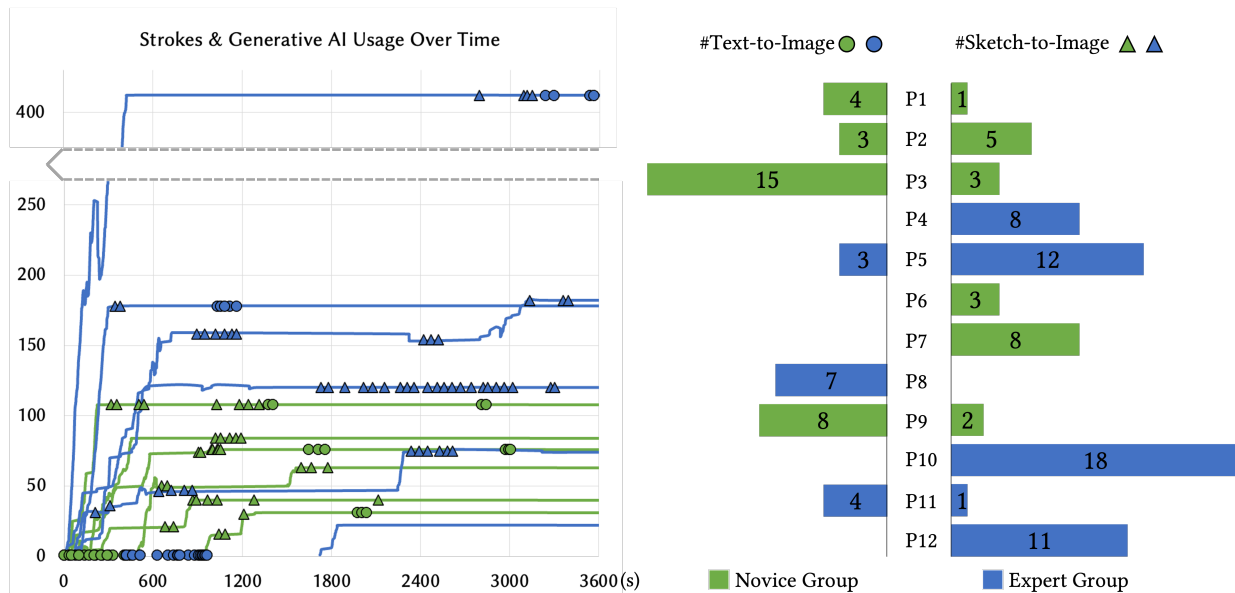 Strokes & Generative AI Usage Over Time
400
250
200
150
100
50
0
0 600 1200 1800 2400 3000 3600 (s)
#Text-to-Image #Sketch-to-Image
4 P1 1
3 P2 5
15 P3 3
P4 8
3 P5 12
P6 3
P7 8
7 P8
8 P9 2
P10 18
4 P11 1
P12 11
Novice Group Expert Group